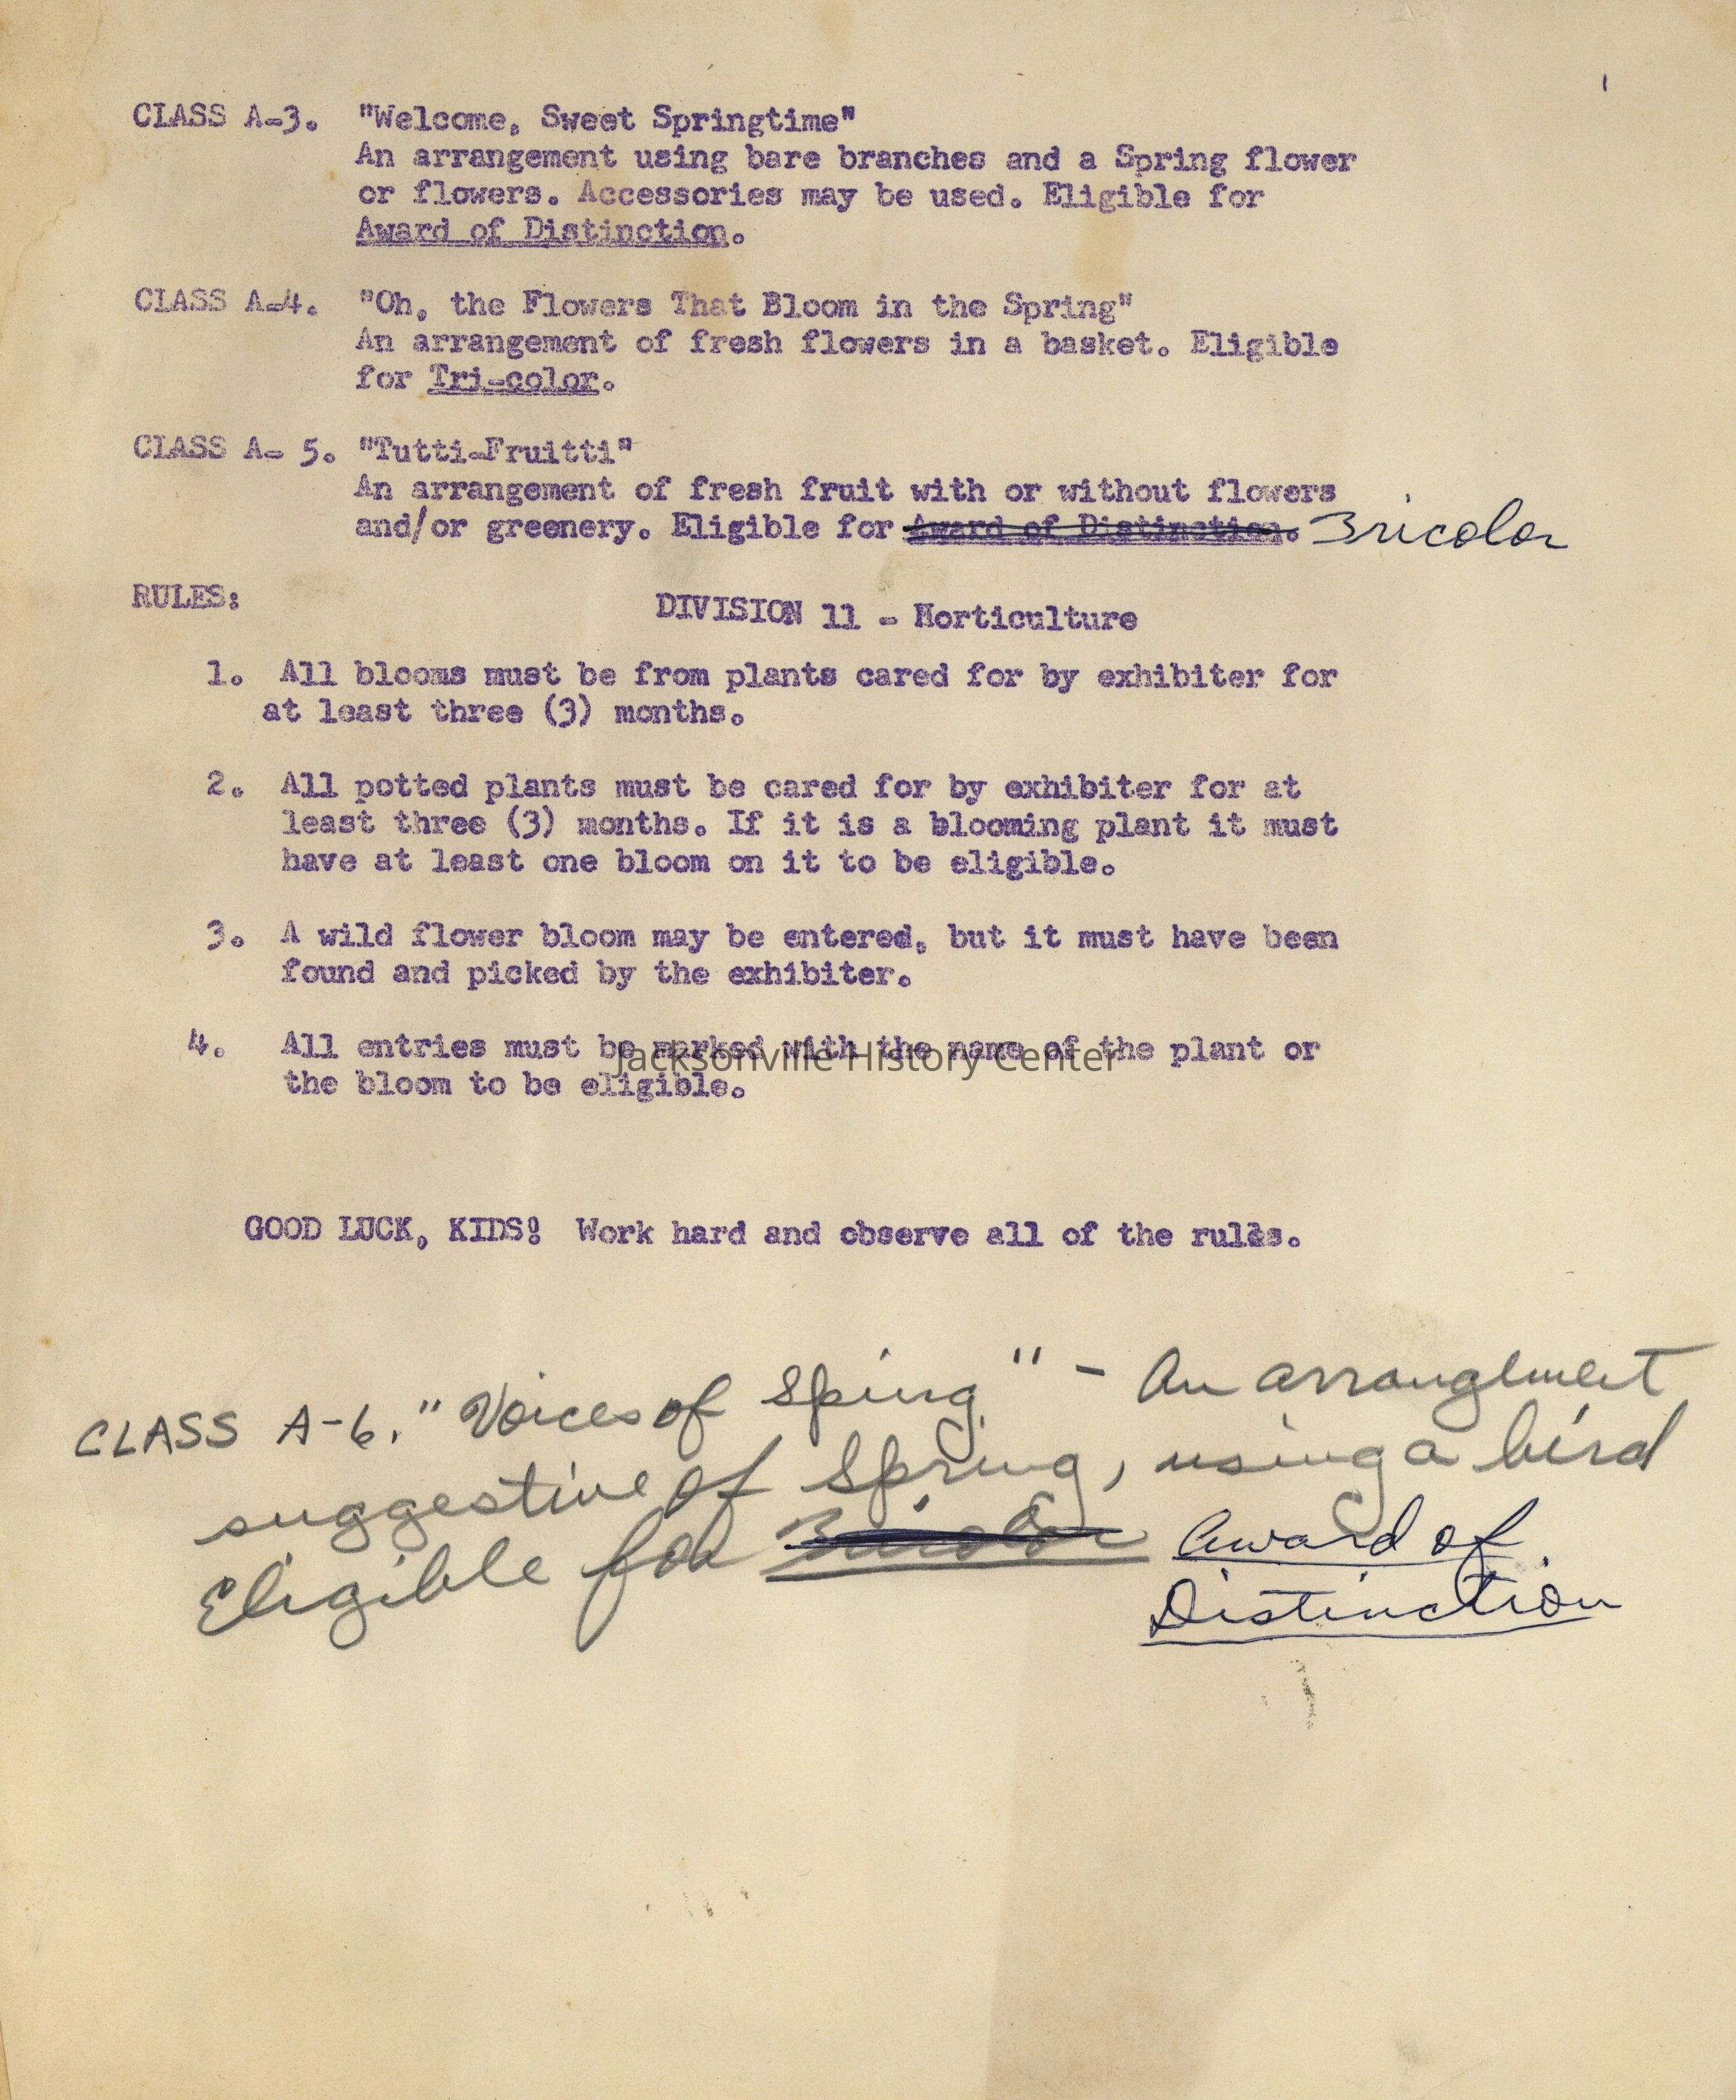 CLASS A-3. "Welcome, Sweet Springtime"
An arrangement using bare branches and a Spring flower
or flowers. Accessories may be used. Eligible for
Award of Distinction.
CLASS A-4. "Oh, the Flowers That Bloom in the Spring"
An arrangement of fresh flowers in a basket. Eligible
for Tri-color.
CLASS A- 5. "Tutti-Fruitti"
An arrangement of fresh fruit with or without flowers
and/or greenery. Eligible for Award of Distinction. Tricolor
RULES:
DIVISION 11 - Horticulture
1. All blooms must be from plants cared for by exhibiter for
at least three (3) months.
2. All potted plants must be cared for by exhibiter for at
least three (3) months. If it is a blooming plant it must
have at least one bloom on it to be eligible.
3. A wild flower bloom may be entered, but it must have been
found and picked by the exhibiter.
4. All entries must be marked with the name of the plant or
Jacksonville History Center
the bloom to be eligible.
GOOD LUCK, KIDS! Work hard and observe all of the rules.
CLASS A-6. "Voices of Spring" - An arrangement
suggestive of Spring, using a bird
Eligible for Tricolor Award of
Distinction